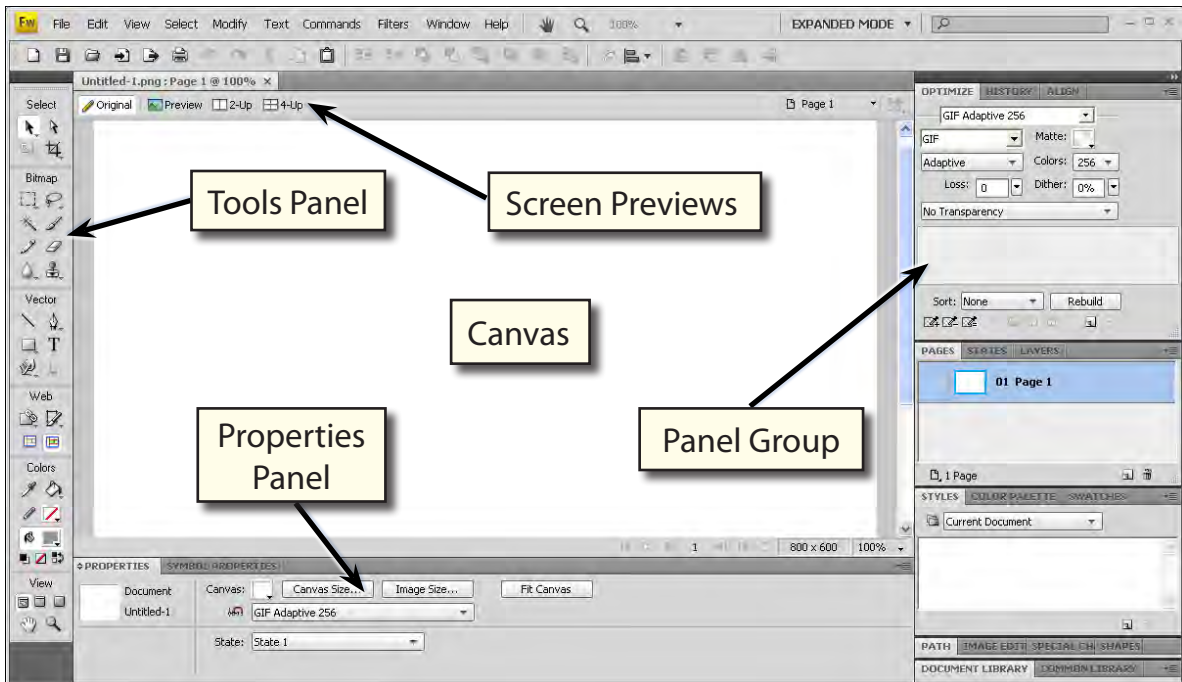 Fw File Edit View Select Modify Text Commands Filters Window Help 100% EXPANDED MODE
Untitled-1.png : Page 1 @ 100% ×
Original Preview 2-Up 4-Up Page 1
Select
Bitmap
Vector
Web
Colors
View
Tools Panel
Screen Previews
Canvas
Properties
Panel
Panel Group
1 800 x 600 100%
PROPERTIES SYMBOL PROPERTIES
Document Canvas: Canvas Size... Image Size... Fit Canvas
Untitled-1 GIF Adaptive 256
State: State 1
OPTIMIZE HISTORY ALIGN
GIF Adaptive 256
GIF Matte:
Adaptive Colors: 256
Loss: 0 Dither: 0%
No Transparency
Sort: None Rebuild
PAGES STATES LAYERS
01 Page 1
1 Page
STYLES COLOR PALETTE SWATCHES
Current Document
PATH IMAGE EDIT SPECIAL CH SHAPES
DOCUMENT LIBRARY COMMON LIBRARY